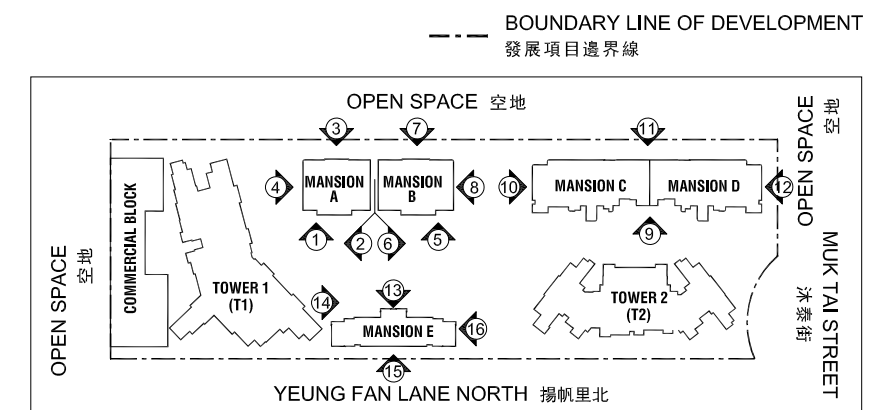 BOUNDARY LINE OF DEVELOPMENT
發展項目邊界線
OPEN SPACE 空地
3
7
11
OPEN SPACE
空地
4
MANSION
A
MANSION
B
8
10
MANSION C
MANSION D
12
COMMERCIAL BLOCK
1
2
6
5
9
OPEN SPACE
空地
TOWER 1
(T1)
14
13
MANSION E
16
TOWER 2
(T2)
MUK TAI STREET
沐泰街
15
YEUNG FAN LANE NORTH 揚帆里北